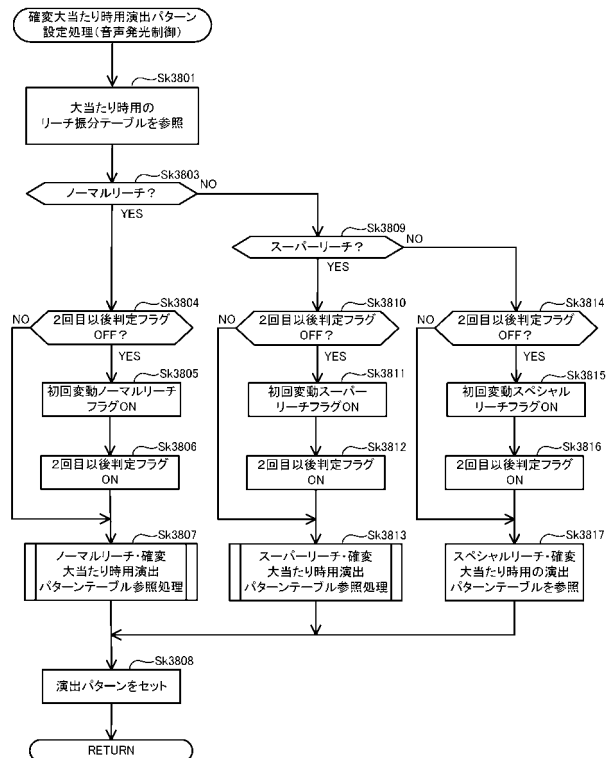 確変大当たり時用演出パターン
設定処理(音声発光制御)
Sk3801
大当たり時用の
リーチ振分テーブルを参照
Sk3803
ノーマルリーチ？
NO
YES
Sk3809
スーパーリーチ？
NO
YES
Sk3804
NO
2回目以後判定フラグ
OFF？
YES
Sk3805
初回変動ノーマルリーチ
フラグON
Sk3806
2回目以後判定フラグ
ON
Sk3807
ノーマルリーチ・確変
大当たり時用演出
パターンテーブル参照処理
Sk3810
NO
2回目以後判定フラグ
OFF？
YES
Sk3811
初回変動スーパー
リーチフラグON
Sk3812
2回目以後判定フラグ
ON
Sk3813
スーパーリーチ・確変
大当たり時用演出
パターンテーブル参照処理
Sk3814
NO
2回目以後判定フラグ
OFF？
YES
Sk3815
初回変動スペシャル
リーチフラグON
Sk3816
2回目以後判定フラグ
ON
Sk3817
スペシャルリーチ・確変
大当たり時用の演出
パターンテーブルを参照
Sk3808
演出パターンをセット
RETURN